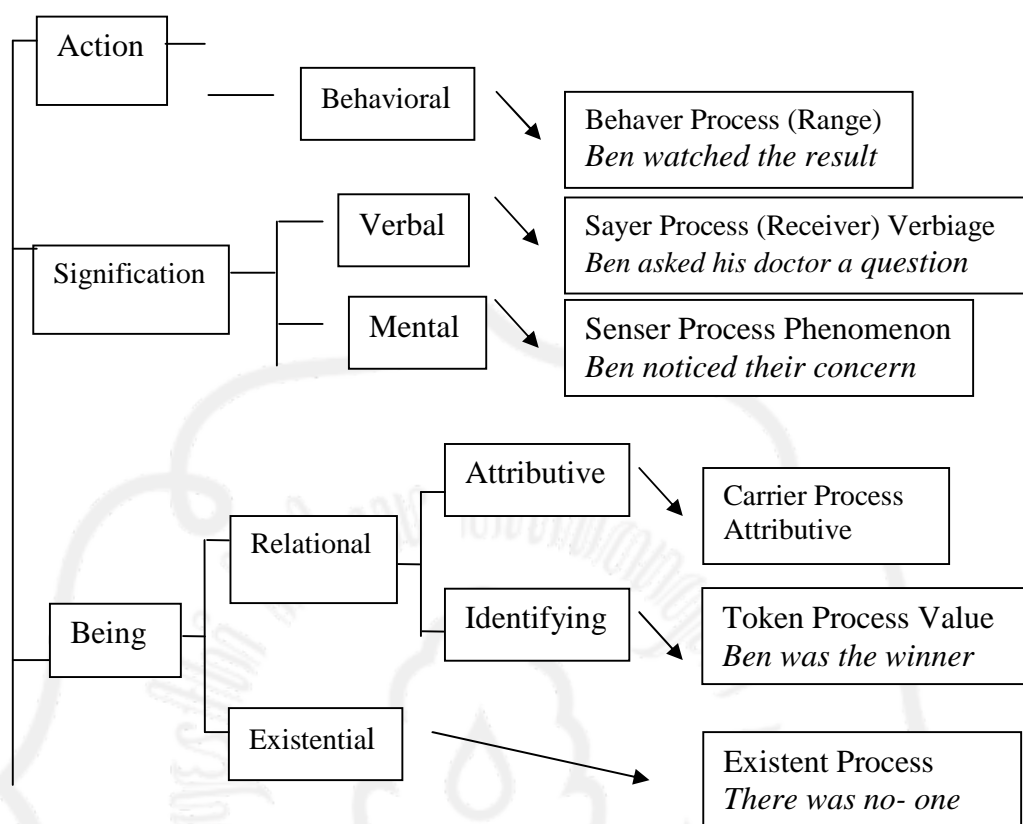 Action
Behavioral
Behaver Process (Range)
Ben watched the result
Signification
Verbal
Sayer Process (Receiver) Verbiage
Ben asked his doctor a question
Mental
Senser Process Phenomenon
Ben noticed their concern
Being
Relational
Attributive
Carrier Process
Attributive
Identifying
Token Process Value
Ben was the winner
Existential
Existent Process
There was no- one